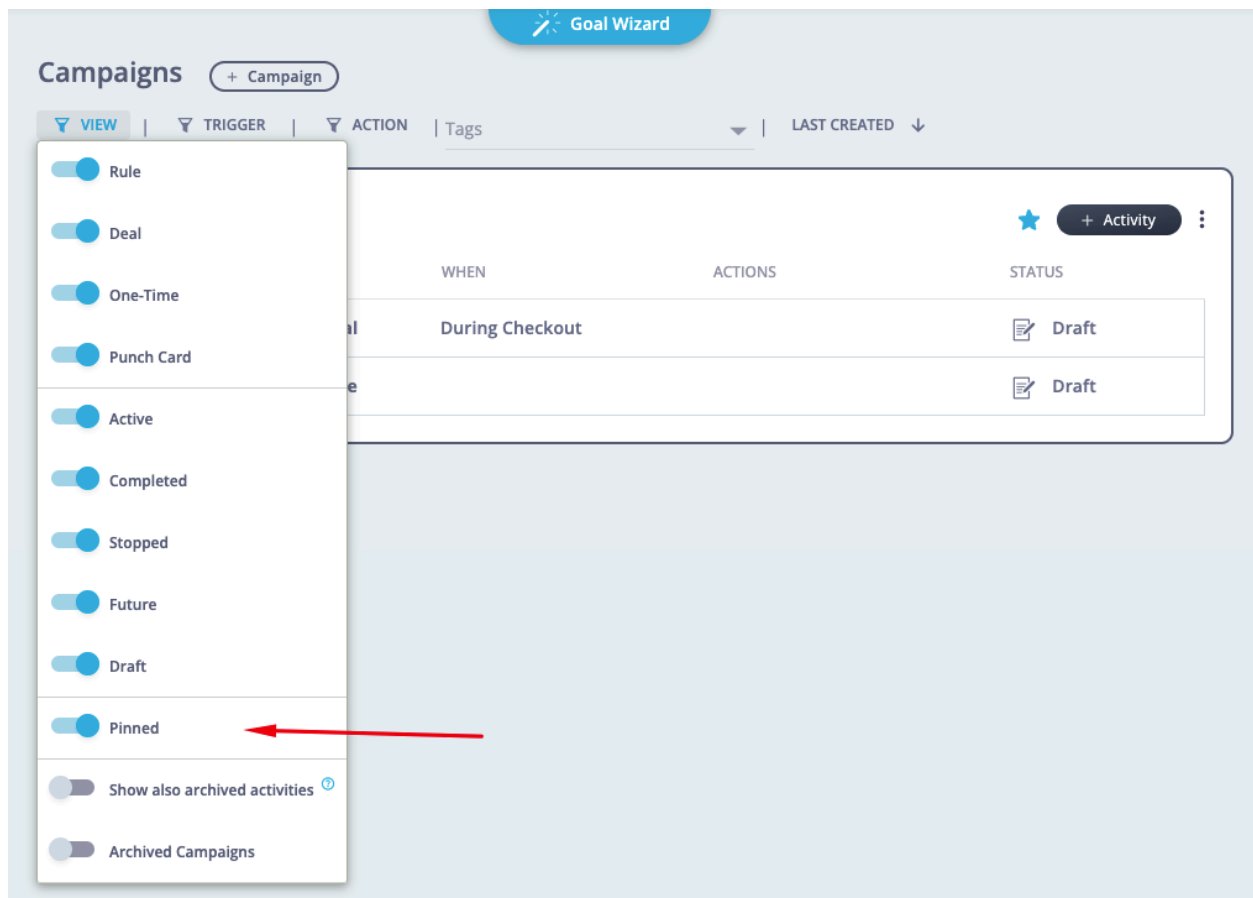 Goal Wizard
Campaigns
+ Campaign
VIEW | TRIGGER | ACTION | Tags | LAST CREATED
Rule
+ Activity
Deal
WHEN ACTIONS STATUS
One-Time
al During Checkout Draft
Punch Card
e Draft
Active
Completed
Stopped
Future
Draft
Pinned
Show also archived activities ?
Archived Campaigns